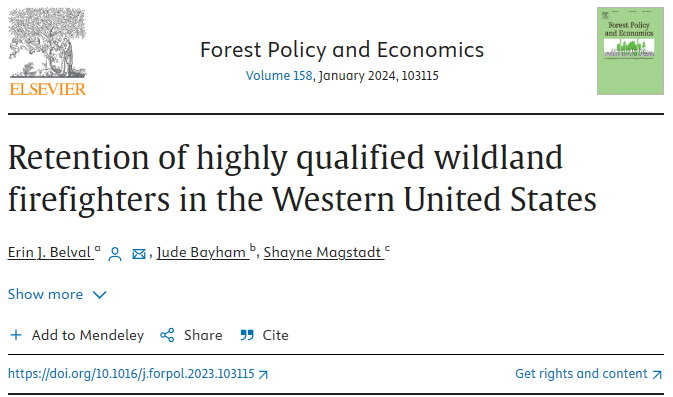 Forest Policy and Economics
Volume 158, January 2024, 103115
ELSEVIER
Forest Policy
and Economics
Retention of highly qualified wildland
firefighters in the Western United States
Erin J. Belval a , Jude Bayham b, Shayne Magstadt c
Show more
Add to Mendeley Share Cite
https://doi.org/10.1016/j.forpol.2023.103115 Get rights and content